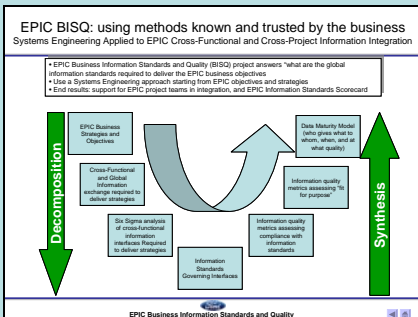 EPIC BISQ: using methods known and trusted by the business
Systems Engineering Applied to EPIC Cross-Functional and Cross-Project Information Integration
• EPIC Business Information Standards and Quality (BISQ) project answers “what are the global
information standards required to deliver the EPIC business objectives
• Use a Systems Engineering approach starting from EPIC objectives and strategies
• End results: support for EPIC project teams in integration, and EPIC Information Standards Scorecard
Decomposition
EPIC Business
Strategies and
Objectives
Cross-Functional
and Global
Information
exchange required to
deliver strategies
Six Sigma analysis
of cross-functional
information
interfaces Required
to deliver strategies
Information
Standards
Governing Interfaces
Information quality
metrics assessing
compliance with
information
standards
Information quality
metrics assessing “fit
for purpose”
Data Maturity Model
(who gives what to
whom, when, and at
what quality)
Synthesis
Ford
EPIC Business Information Standards and Quality